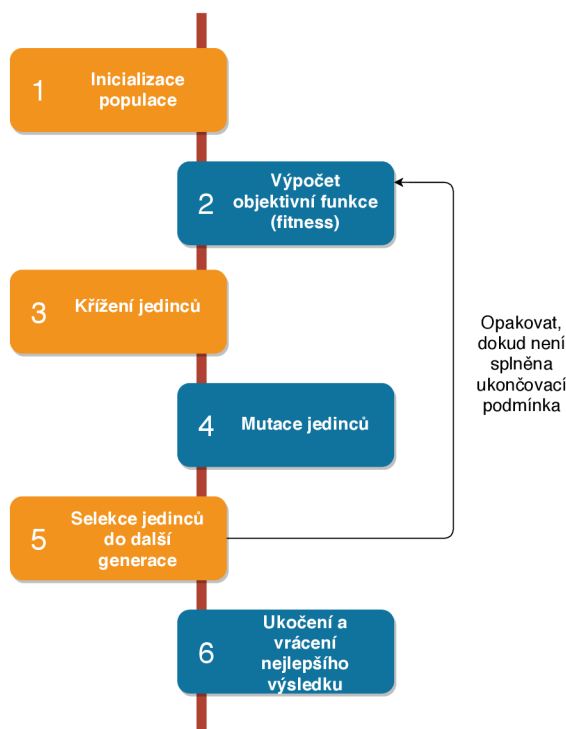 1
Inicializace
populace
2
Výpočet
objektivní funkce
(fitness)
3
Křížení jedinců
4
Mutace jedinců
5
Selekce jedinců
do další
generace
6
Ukočení a
vrácení
nejlepšího
výsledku
Opakovat,
dokud není
splněna
ukončovací
podmínka